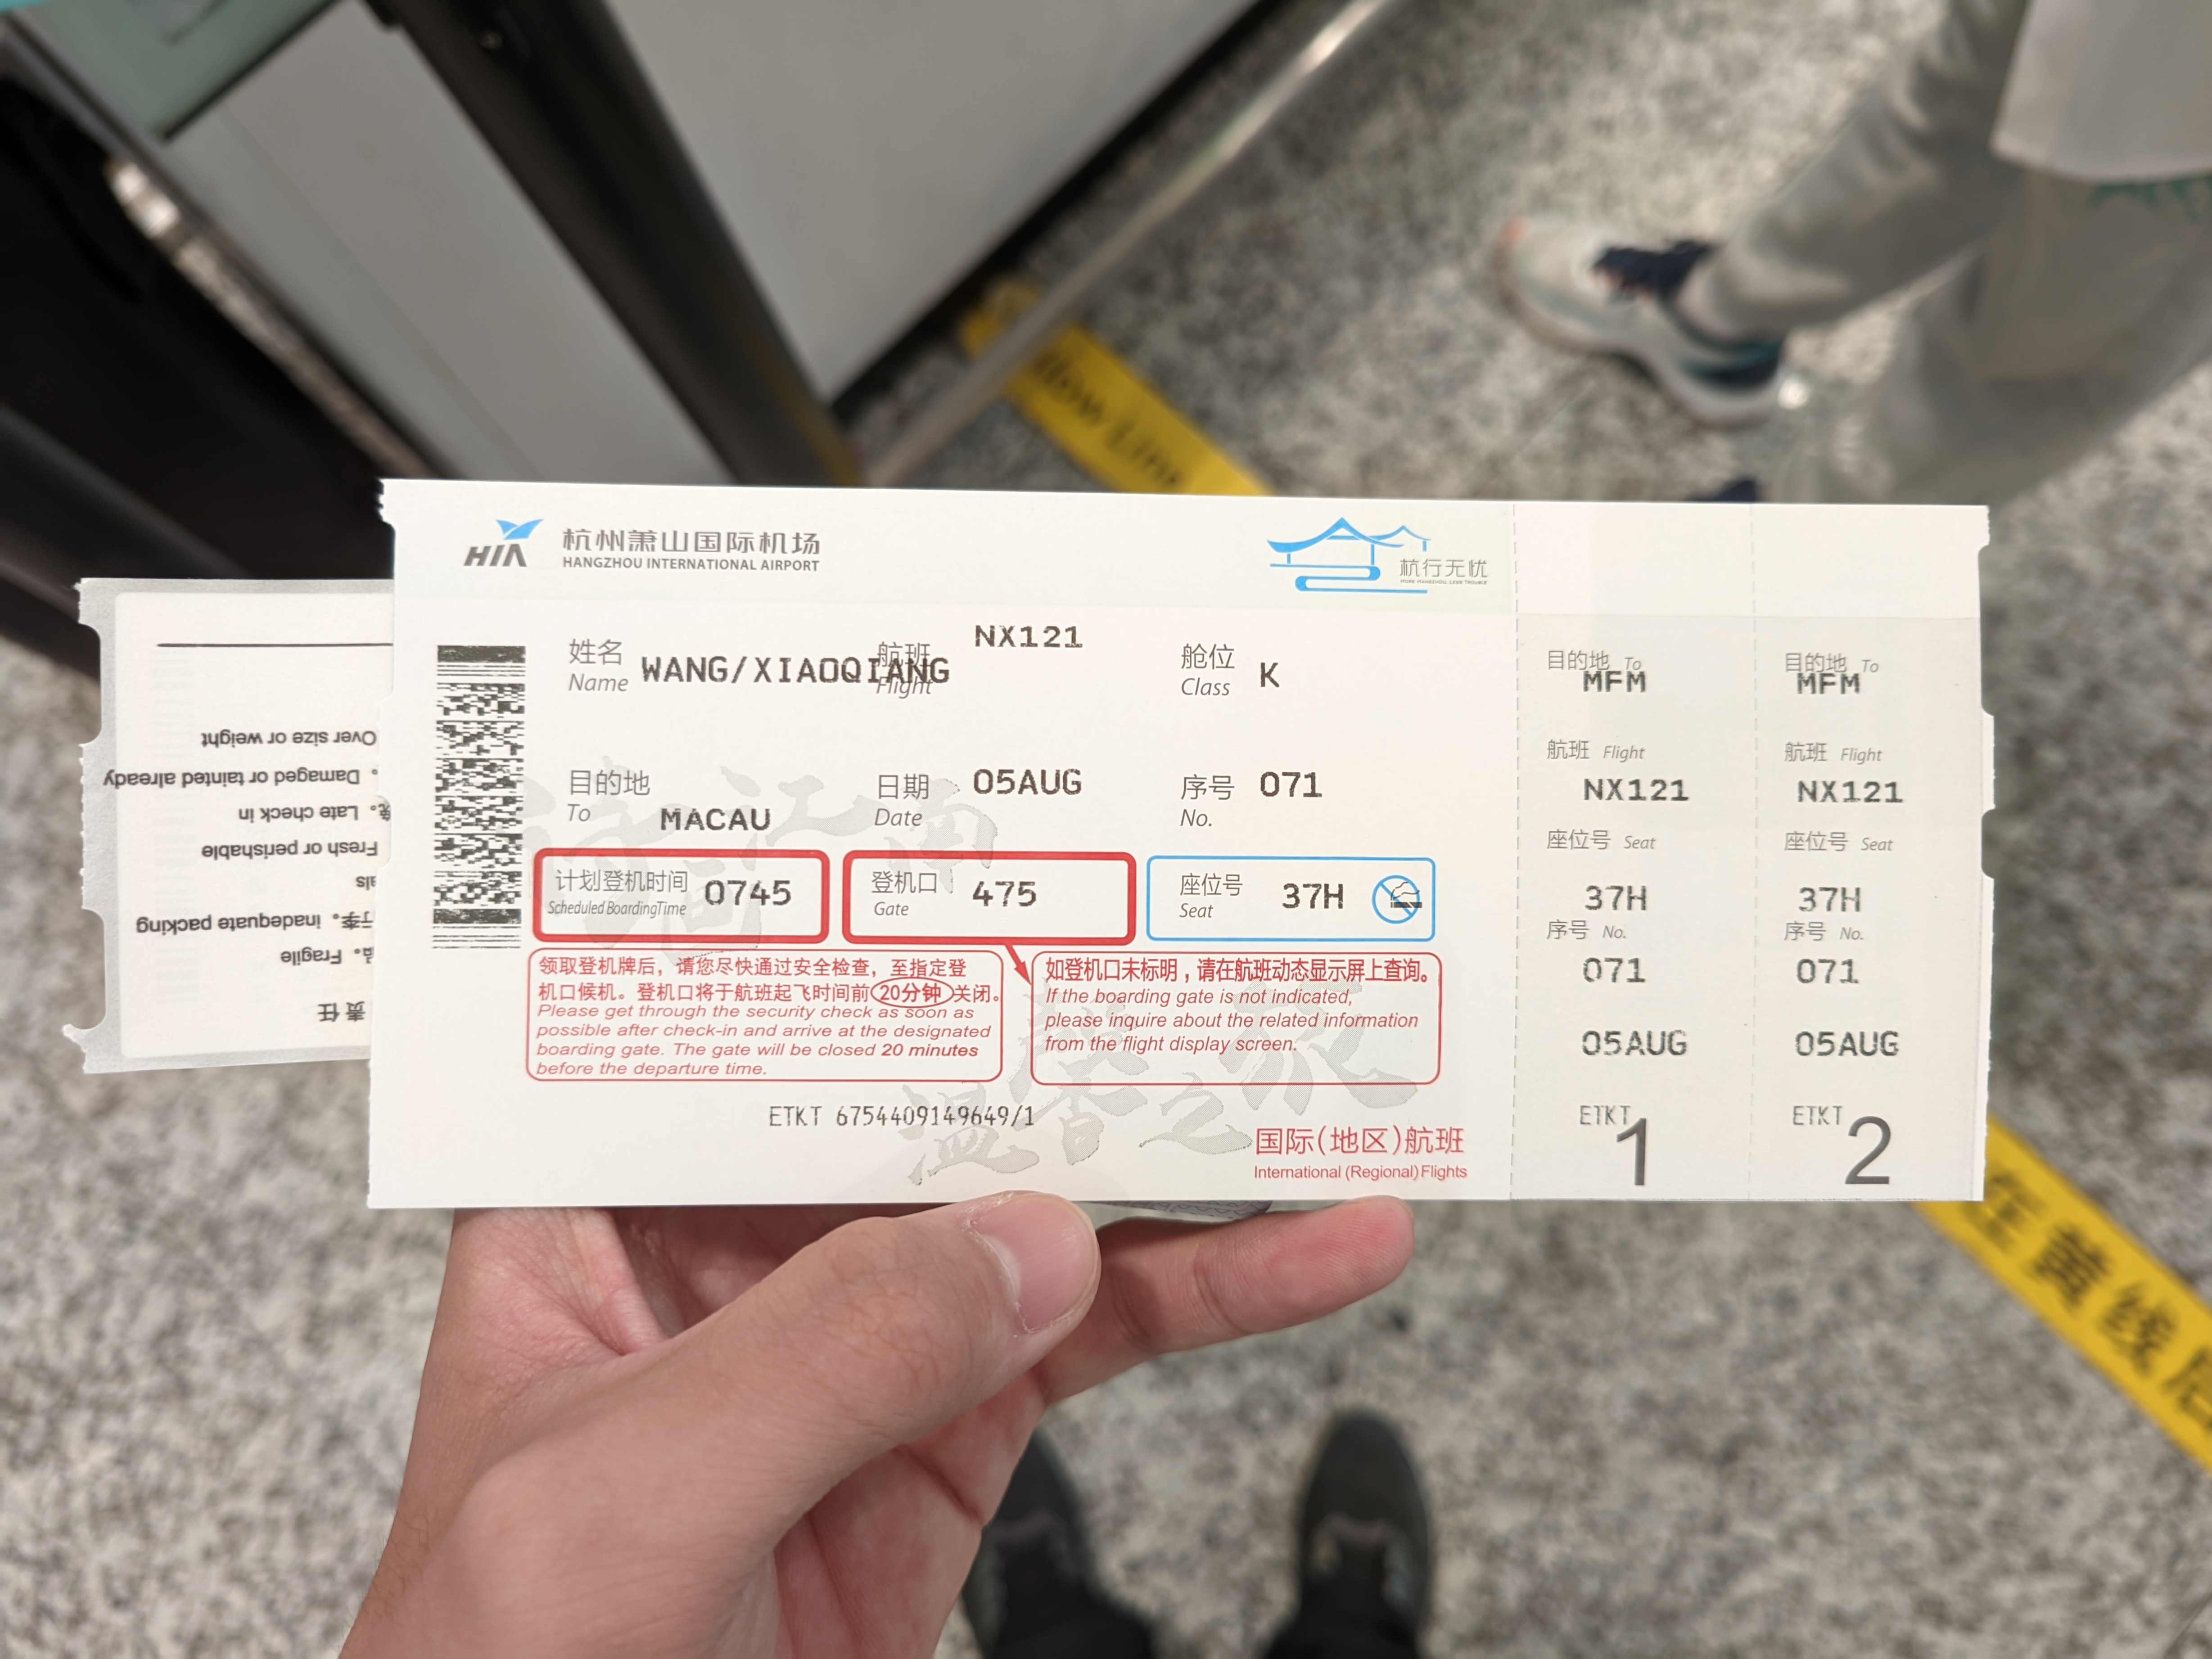 HIA 杭州萧山国际机场
HANGZHOU INTERNATIONAL AIRPORT
杭行无忧
姓名 Name WANG/XIAOQIANG
航班 Flight NX121
舱位 Class K
目的地 To MACAU
日期 Date 05AUG
序号 No. 071
计划登机时间 Scheduled Boarding Time 0745
登机口 Gate 475
座位号 Seat 37H
领取登机牌后，请您尽快通过安全检查，至指定登
机口候机。登机口将于航班起飞时间前20分钟关闭。
Please get through the security check as soon as
possible after check-in and arrive at the designated
boarding gate. The gate will be closed 20 minutes
before the departure time.
如登机口未标明，请在航班动态显示屏上查询。
If the boarding gate is not indicated,
please inquire about the related information
from the flight display screen.
ETKT 6754409149649/1
国际(地区)航班
International (Regional) Flights
目的地 To
MFM
航班 Flight
NX121
座位号 Seat
37H
序号 No.
071
05AUG
ETKT
1
目的地 To
MFM
航班 Flight
NX121
座位号 Seat
37H
序号 No.
071
05AUG
ETKT
2
责任
Fragile
李。 Inadequate packing
als
Fresh or perishable
Late check in
Damaged or tainted already
Over size or weight
llow Line
在黄线后